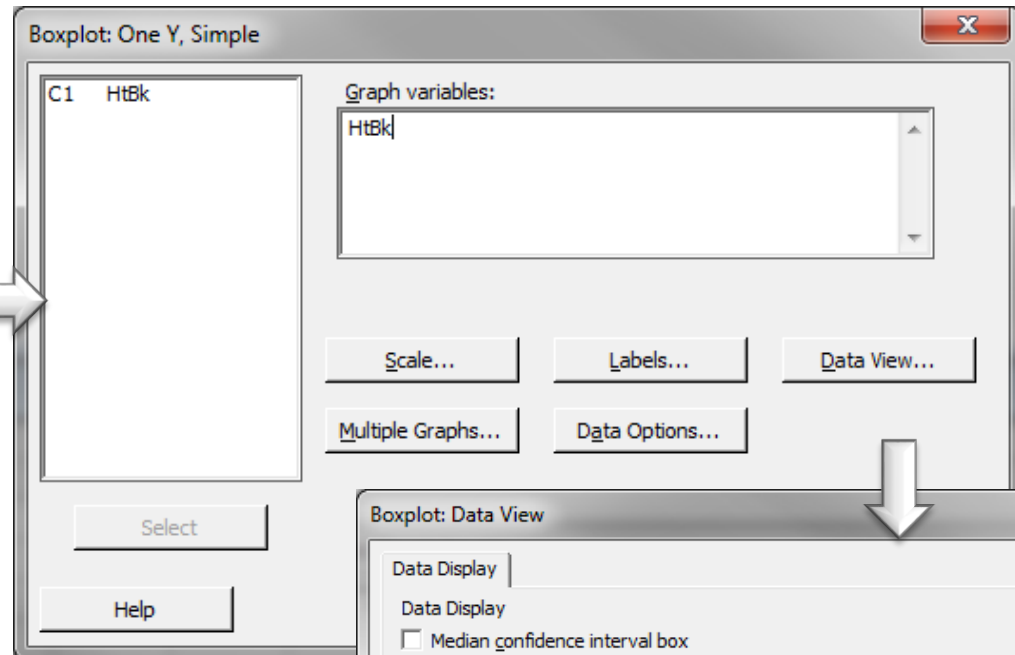 Boxplot: One Y, Simple
C1 HtBk
Graph variables:
HtBk
Scale...
Labels...
Data View...
Multiple Graphs...
Data Options...
Select
Help
Boxplot: Data View
Data Display
Data Display
Median confidence interval box